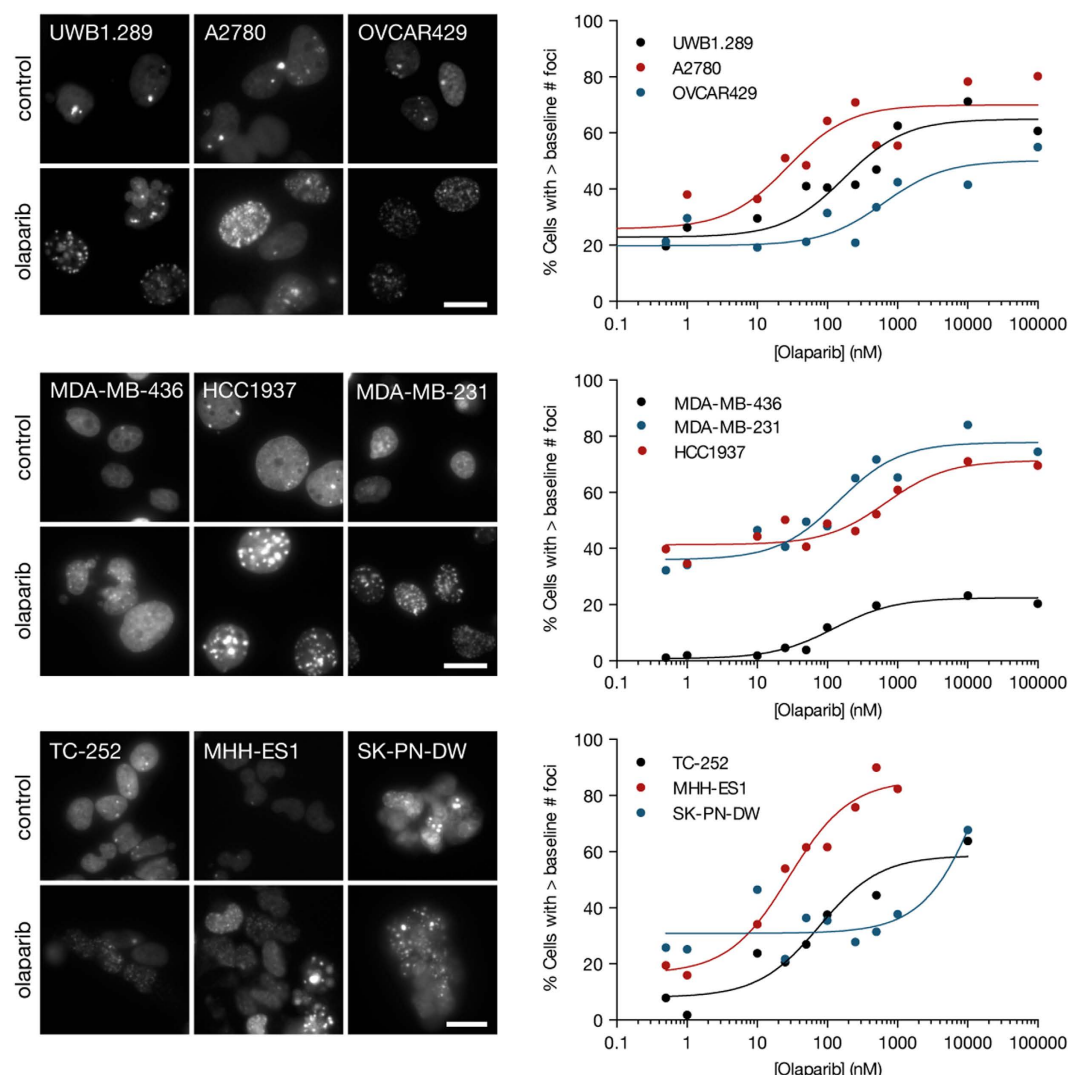 UWB1.289 A2780 OVCAR429
control
olaparib
100
80
60
40
20
0
% Cells with > baseline # foci
UWB1.289
A2780
OVCAR429
0.1 1 10 100 1000 10000 100000
[Olaparib] (nM)
MDA-MB-436 HCC1937 MDA-MB-231
control
olaparib
100
80
60
40
20
0
% Cells with > baseline # foci
MDA-MB-436
MDA-MB-231
HCC1937
0.1 1 10 100 1000 10000 100000
[Olaparib] (nM)
TC-252 MHH-ES1 SK-PN-DW
control
olaparib
100
80
60
40
20
0
% Cells with > baseline # foci
TC-252
MHH-ES1
SK-PN-DW
0.1 1 10 100 1000 10000 100000
[Olaparib] (nM)